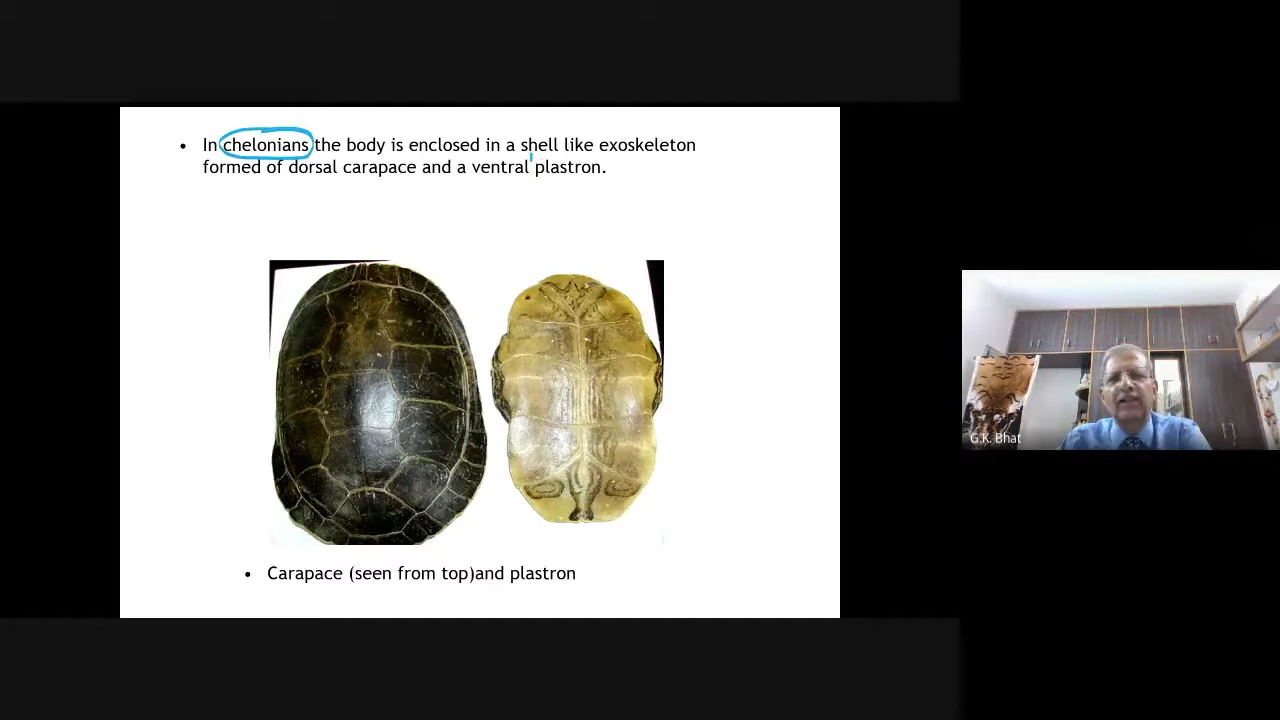 • In chelonians the body is enclosed in a shell like exoskeleton
formed of dorsal carapace and a ventral plastron.
• Carapace (seen from top)and plastron
G.K. Bhat